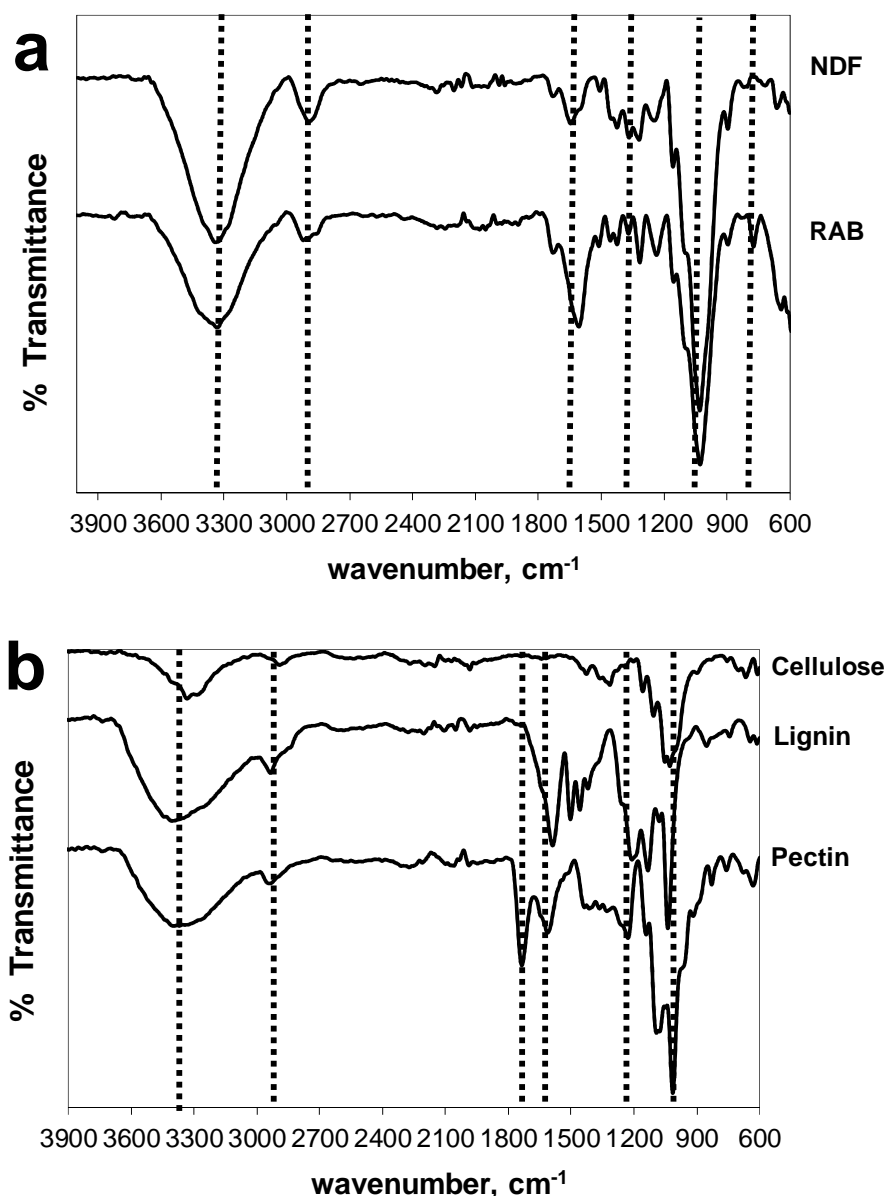 a
NDF
RAB
% Transmittance
3900 3600 3300 3000 2700 2400 2100 1800 1500 1200 900 600
wavenumber, cm-1
b
Cellulose
Lignin
Pectin
% Transmittance
3900 3600 3300 3000 2700 2400 2100 1800 1500 1200 900 600
wavenumber, cm-1